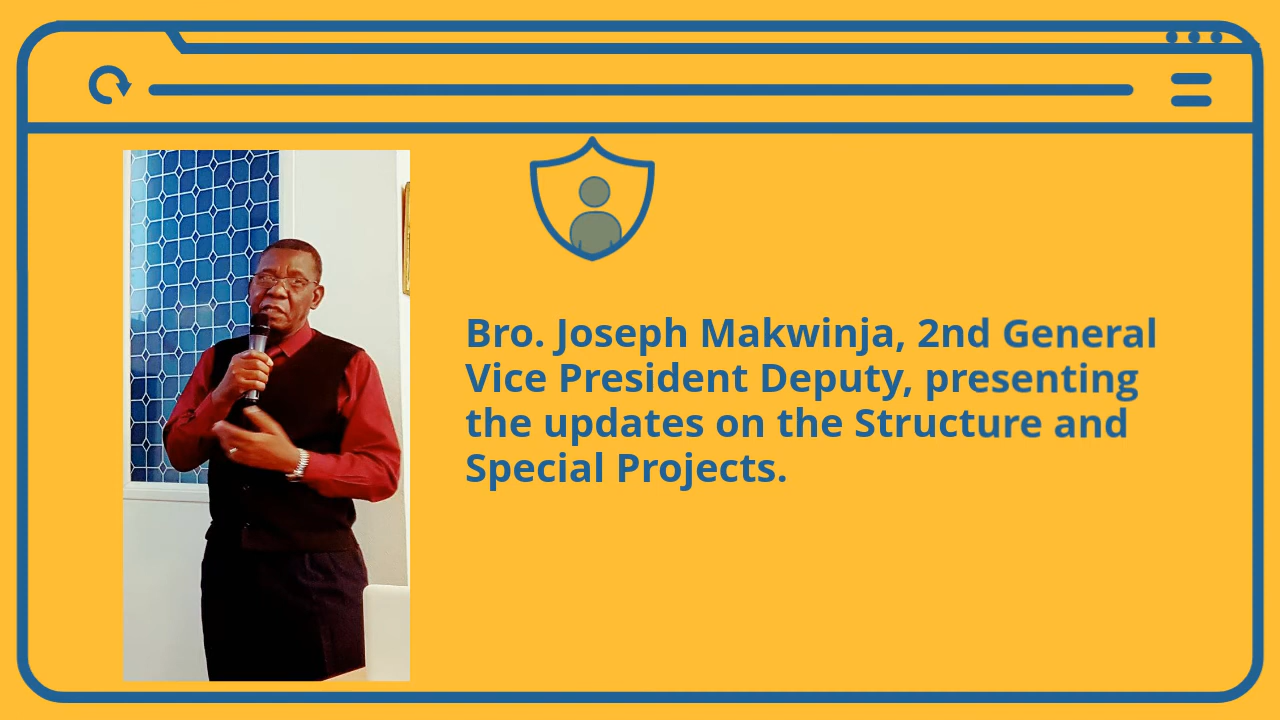 Bro. Joseph Makwinja, 2nd General
Vice President Deputy, presenting
the updates on the Structure and
Special Projects.